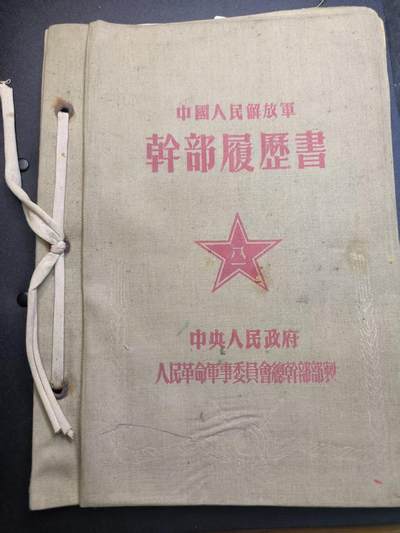 中國人民解放軍
幹部履歷書
八一
中央人民政府
人民革命軍事委員會總幹部部製